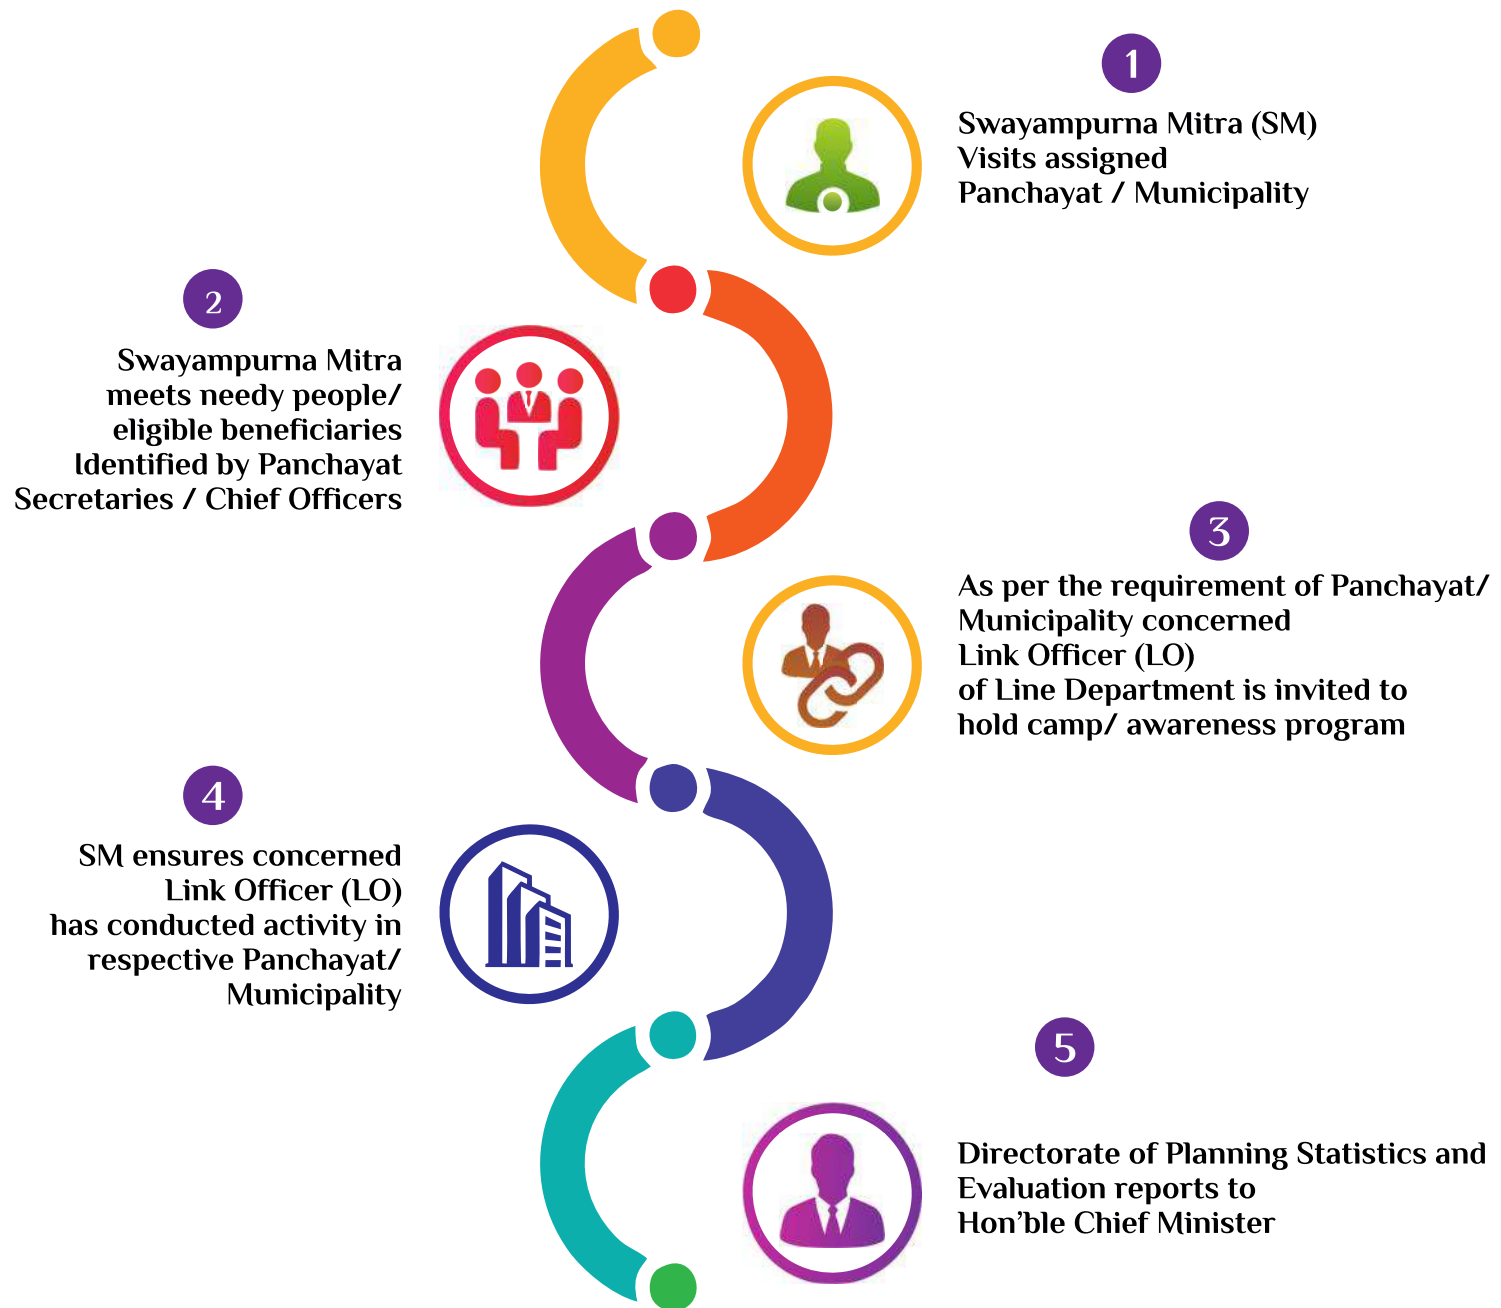 1
Swayampurna Mitra (SM)
Visits assigned
Panchayat / Municipality
2
Swayampurna Mitra
meets needy people/
eligible beneficiaries
Identified by Panchayat
Secretaries / Chief Officers
3
As per the requirement of Panchayat/
Municipality concerned
Link Officer (LO)
of Line Department is invited to
hold camp/ awareness program
4
SM ensures concerned
Link Officer (LO)
has conducted activity in
respective Panchayat/
Municipality
5
Directorate of Planning Statistics and
Evaluation reports to
Hon’ble Chief Minister